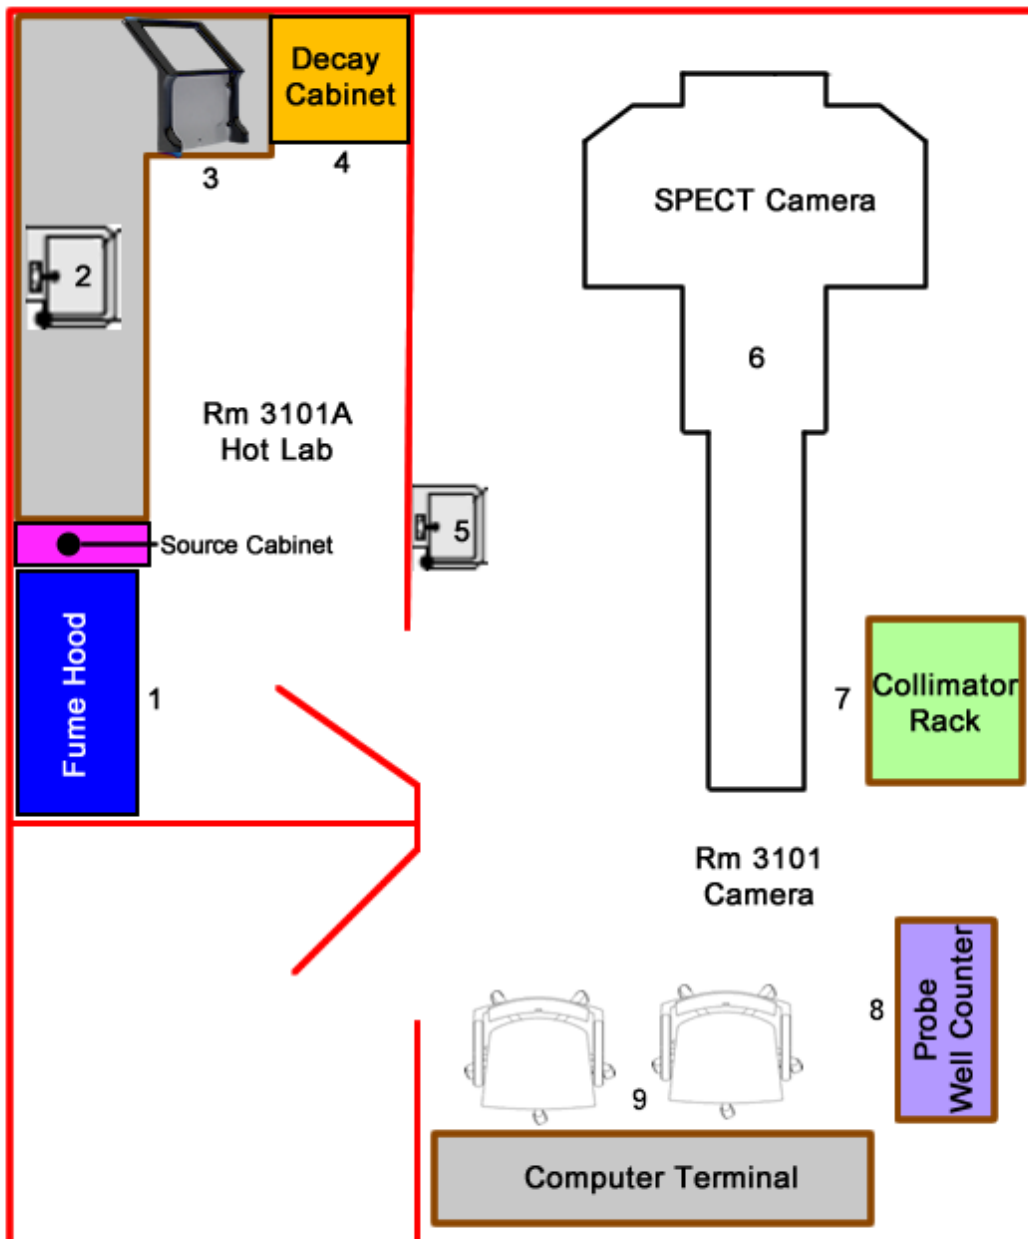 Decay
Cabinet
3
4
SPECT Camera
2
6
Rm 3101A
Hot Lab
5
Source Cabinet
Fume Hood
1
7
Collimator
Rack
Rm 3101
Camera
8
Probe
Well Counter
9
Computer Terminal